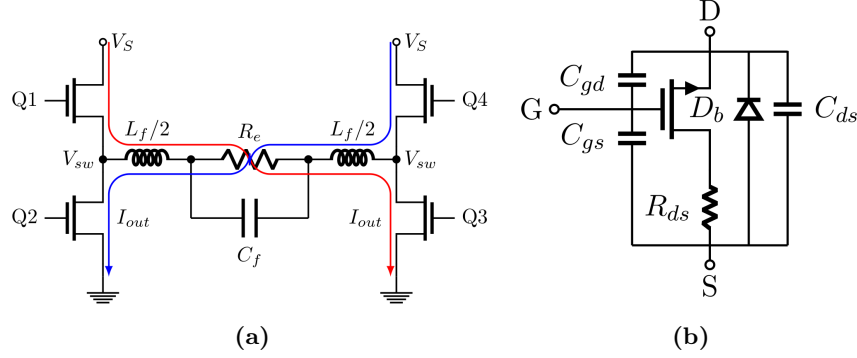 V_S
V_S
Q1
Q4
L_f/2
R_e
L_f/2
V_sw
V_sw
Q2
Q3
I_out
I_out
C_f
(a)
D
C_gd
G
D_b
C_ds
C_gs
R_ds
S
(b)